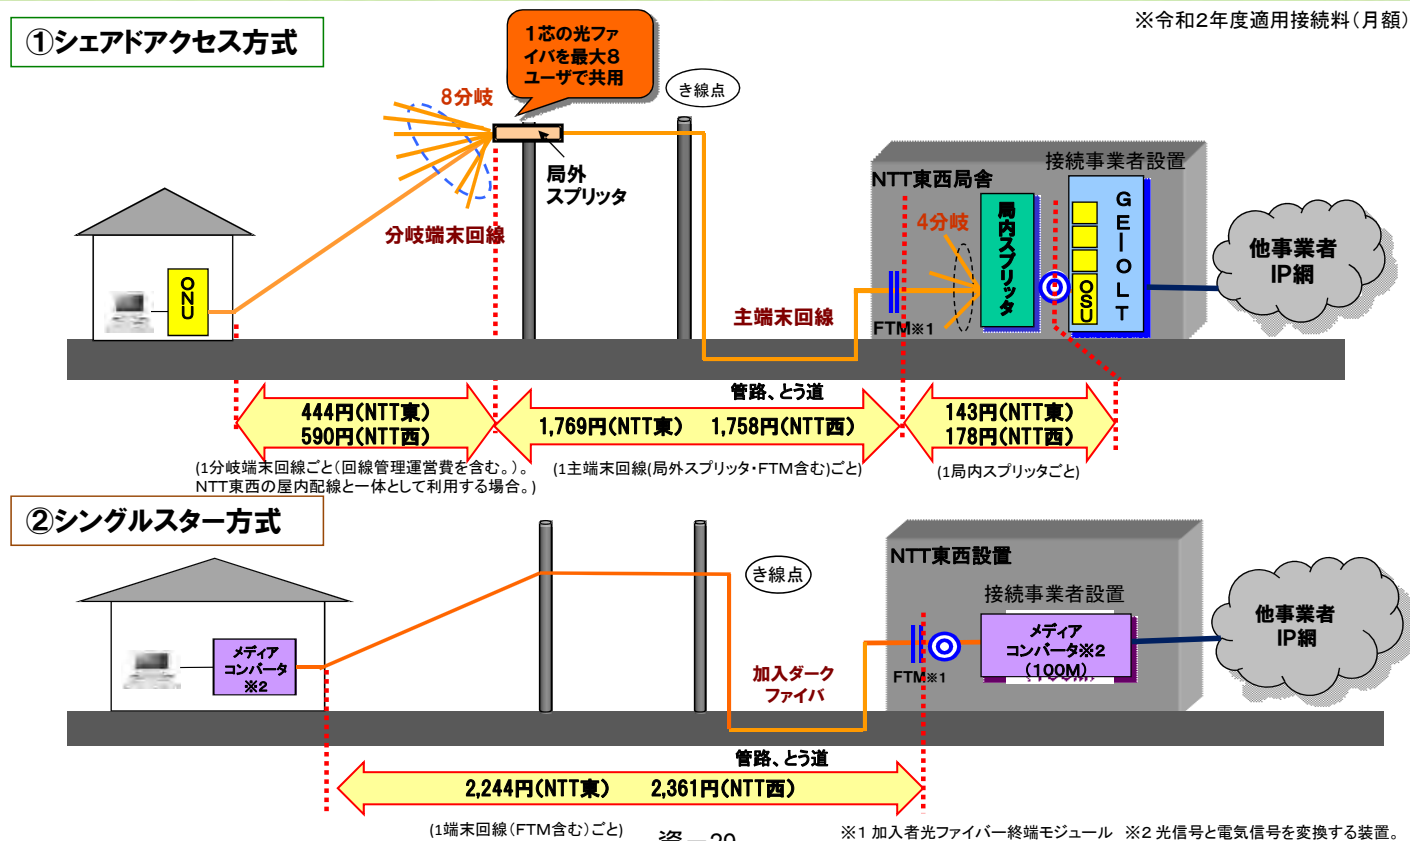 ※令和2年度適用接続料(月額)
①シェアドアクセス方式
1芯の光ファ
イバを最大8
ユーザで共用
8分岐
き線点
局外
スプリッタ
分岐端末回線
ONU
主端末回線
NTT東西局舎
接続事業者設置
4分岐
局内スプリッタ
GE-OLT
OSU
FTM※1
他事業者
IP網
管路、とう道
444円(NTT東)
590円(NTT西)
1,769円(NTT東) 1,758円(NTT西)
143円(NTT東)
178円(NTT西)
(1分岐端末回線ごと(回線管理運営費を含む。)。
NTT東西の屋内配線と一体として利用する場合。)
(1主端末回線(局外スプリッタ・FTM含む)ごと)
(1局内スプリッタごと)
②シングルスター方式
き線点
メディア
コンバータ
※2
加入ダーク
ファイバ
NTT東西設置
接続事業者設置
メディア
コンバータ※2
(100M)
FTM※1
他事業者
IP網
管路、とう道
2,244円(NTT東) 2,361円(NTT西)
(1端末回線(FTM含む)ごと)
※1 加入者光ファイバー終端モジュール ※2 光信号と電気信号を変換する装置。